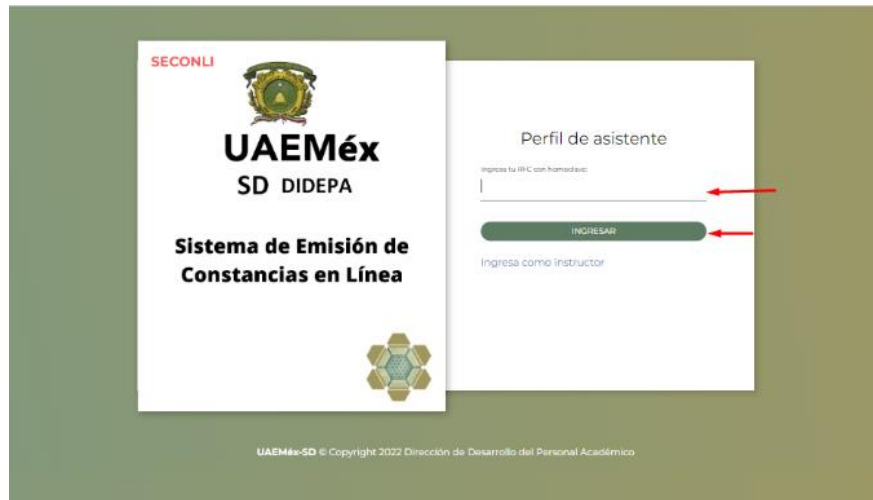 SECONLI
UAEMéx
SD DIDEPA
Sistema de Emisión de
Constancias en Línea
Perfil de asistente
Ingresa tu RFC con homoclave:
INGRESAR
Ingresa como instructor
UAEMéx-SD © Copyright 2022 Dirección de Desarrollo del Personal Académico